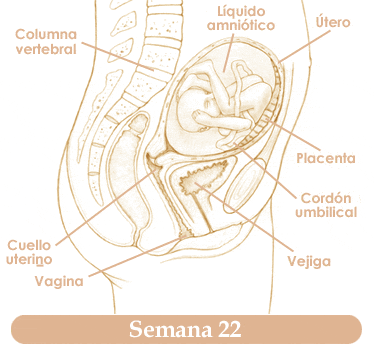 Columna
vertebral
Líquido
amniótico
Útero
Placenta
Cordón
umbilical
Cuello
uterino
Vejiga
Vagina
Semana 22